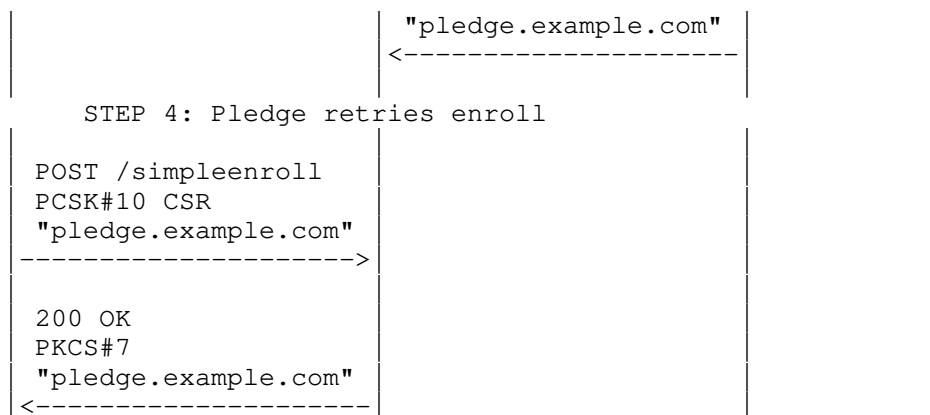 "pledge.example.com"
STEP 4: Pledge retries enroll
POST /simpleenroll
PCSK#10 CSR
"pledge.example.com"
200 OK
PKCS#7
"pledge.example.com"